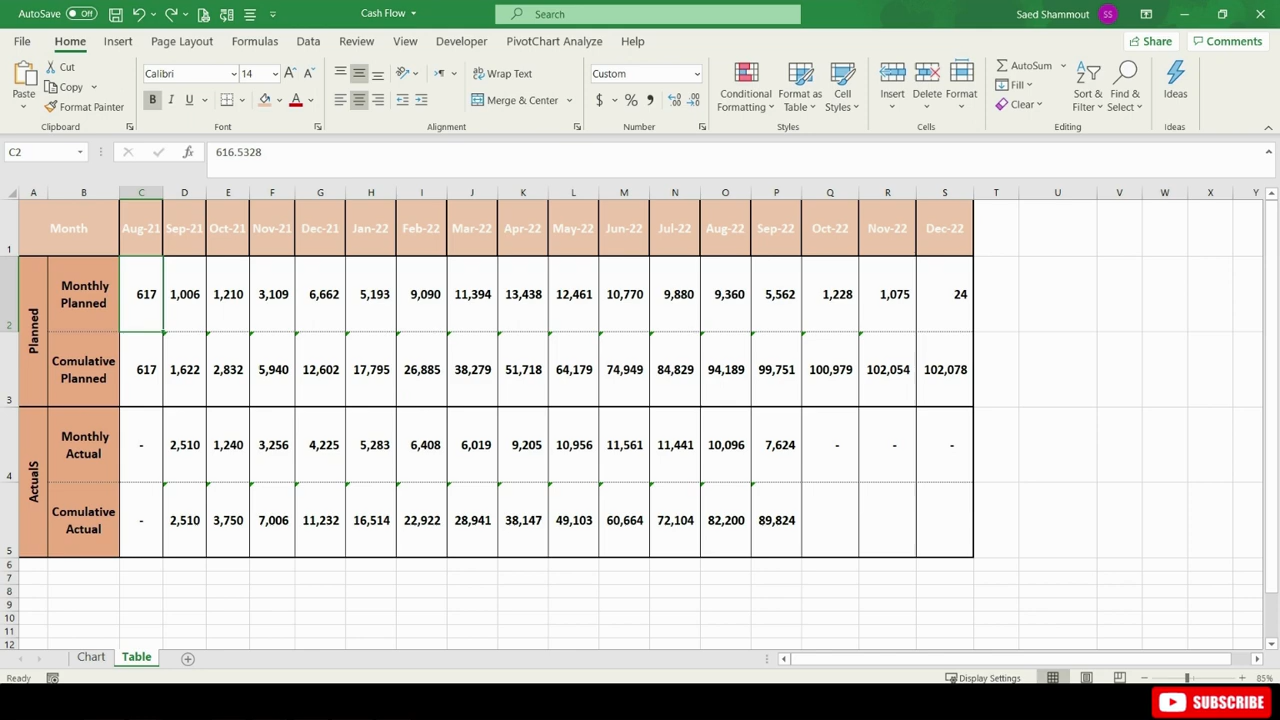 AutoSave Off Cash Flow Search Saed Shammout SS
File Home Insert Page Layout Formulas Data Review View Developer PivotChart Analyze Help Share Comments
Paste Cut Copy Format Painter
Calibri 14 B I U A
Wrap Text Merge & Center
Custom $ % ,
Conditional Formatting Format as Table Cell Styles
Insert Delete Format
AutoSum Fill Clear Sort & Filter Find & Select
Ideas
Clipboard Font Alignment Number Styles Cells Editing Ideas
C2 fx 616.5328
A B C D E F G H I J K L M N O P Q R S T U V W X Y
1 Month Aug-21 Sep-21 Oct-21 Nov-21 Dec-21 Jan-22 Feb-22 Mar-22 Apr-22 May-22 Jun-22 Jul-22 Aug-22 Sep-22 Oct-22 Nov-22 Dec-22
Planned
2 Monthly Planned 617 1,006 1,210 3,109 6,662 5,193 9,090 11,394 13,438 12,461 10,770 9,880 9,360 5,562 1,228 1,075 24
3 Comulative Planned 617 1,622 2,832 5,940 12,602 17,795 26,885 38,279 51,718 64,179 74,949 84,829 94,189 99,751 100,979 102,054 102,078
ActualS
4 Monthly Actual - 2,510 1,240 3,256 4,225 5,283 6,408 6,019 9,205 10,956 11,561 11,441 10,096 7,624 - - -
5 Cumulative Actual - 2,510 3,750 7,006 11,232 16,514 22,922 28,941 38,147 49,103 60,664 72,104 82,200 89,824
6
7
8
9
10
11
12
Chart Table
Ready Display Settings 85%
SUBSCRIBE